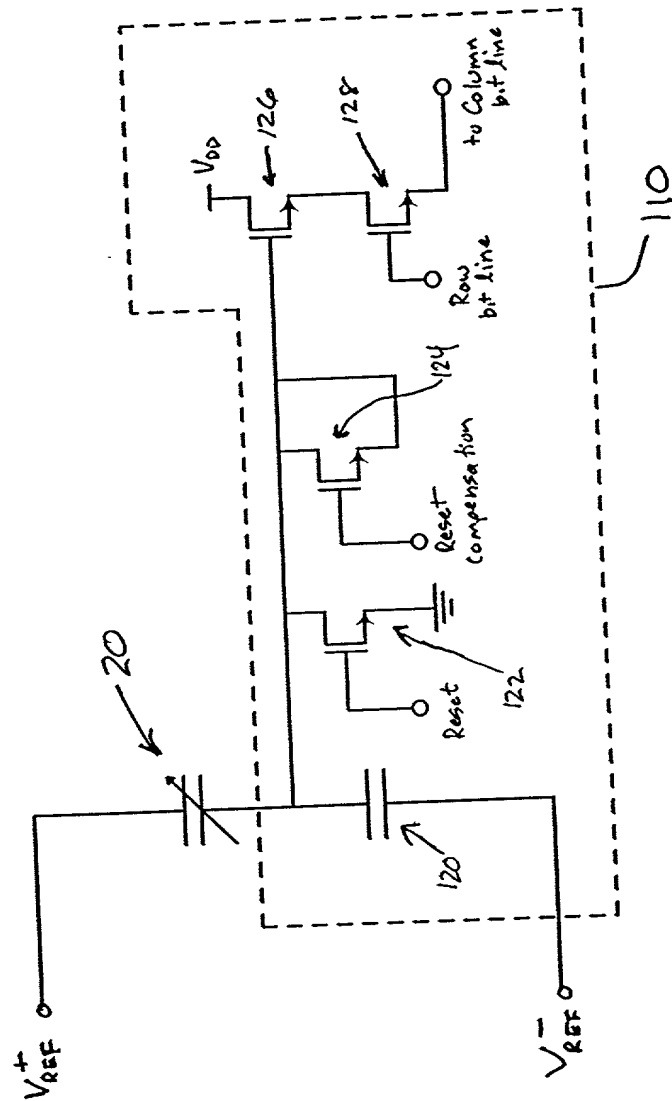 V⁺REF
20
V⁻REF
120
Reset
122
Reset
Compensation
124
VDD
126
128
Row
bit line
to Column
bit line
110